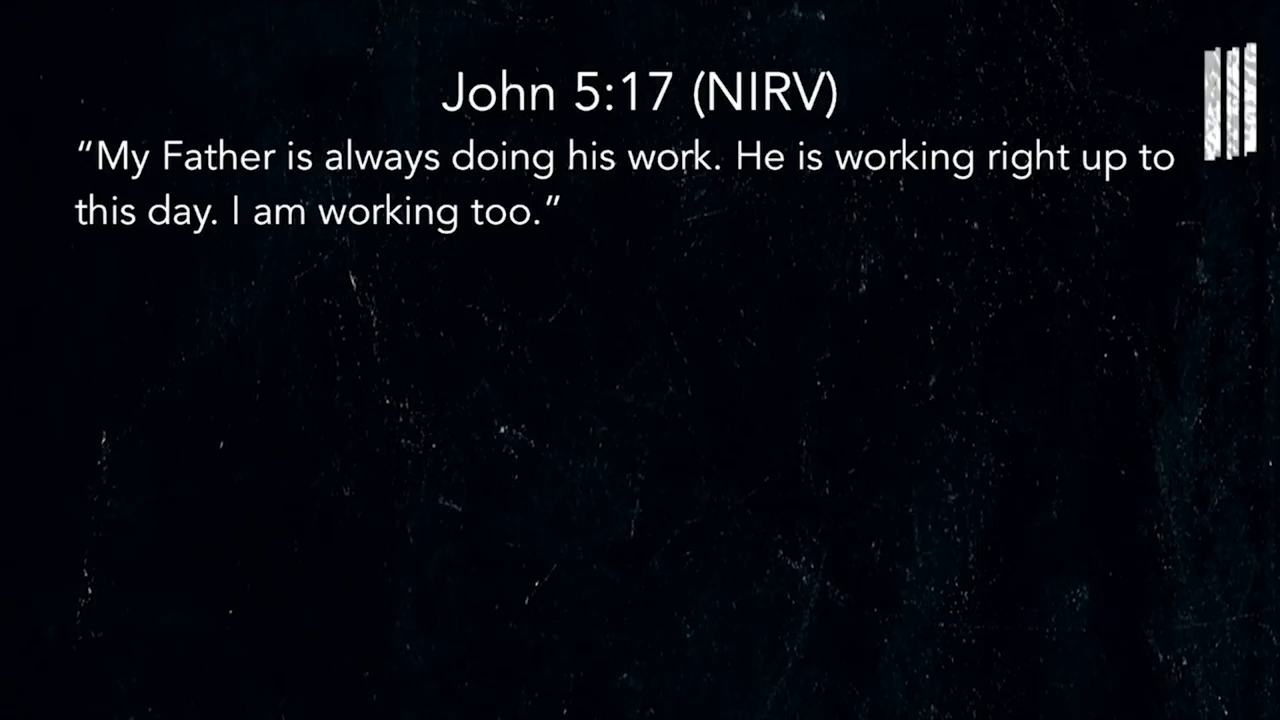 John 5:17 (NIRV)
“My Father is always doing his work. He is working right up to
this day. I am working too.”